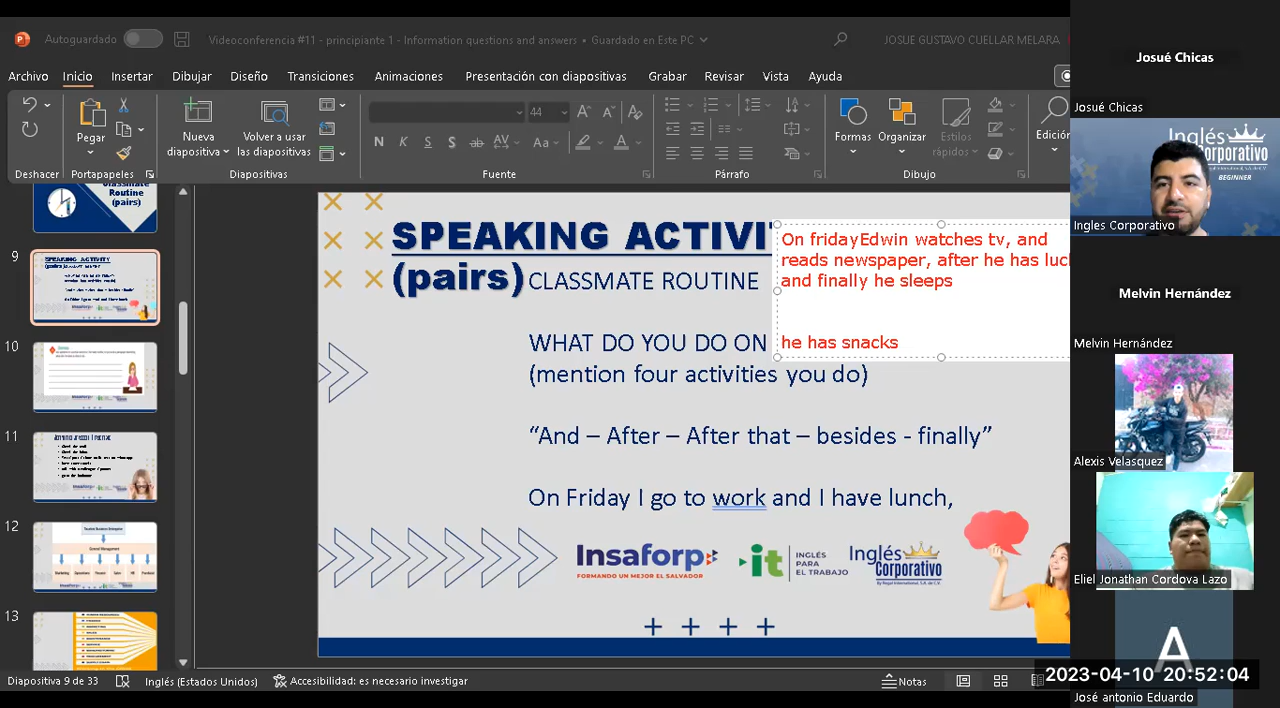 Autoguardado
Videoconferencia #11 - principiante 1 - Information questions and answers • Guardado en Este PC
JOSUE GUSTAVO CUELLAR MELARA
Archivo Inicio Insertar Dibujar Diseño Transiciones Animaciones Presentación con diapositivas Grabar Revisar Vista Ayuda
Pegar
Nueva diapositiva
Volver a usar las diapositivas
44
N K S S ab AV Aa A
Formas
Organizar
Estilos rápidos
Edición
Deshacer Portapapeles Diapositivas Fuente Párrafo Dibujo
Classmate
Routine
(pairs)
9
10
11
12
13
SPEAKING ACTIVI
(pairs) CLASSMATE ROUTINE
On fridayEdwin watches tv, and
reads newspaper, after he has luc
and finally he sleeps
he has snacks
WHAT DO YOU DO ON
(mention four activities you do)
“And – After – After that – besides - finally”
On Friday I go to work and I have lunch,
Insaforp
FORMANDO UN MEJOR EL SALVADOR
it
INGLÉS
PARA
EL TRABAJO
Inglés
Corporativo
Diapositiva 9 de 33
Inglés (Estados Unidos)
Accesibilidad: es necesario investigar
Notas
Josué Chicas
Josué Chicas
Inglés
Corporativo
BEGINNER
Ingles Corporativo
Melvin Hernández
Melvin Hernández
Alexis Velasquez
Eliel Jonathan Cordova Lazo
A
2023-04-10 20:52:04
José antonio Eduardo